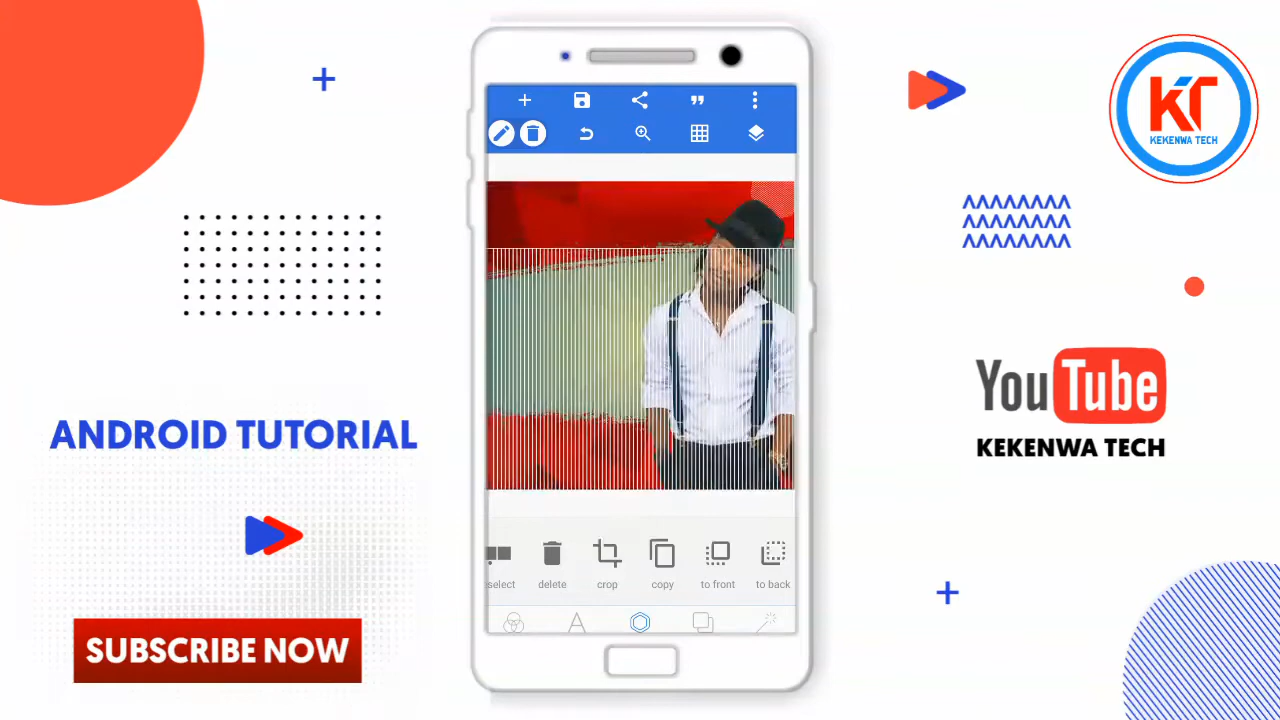 KT
KEKENWA TECH
ANDROID TUTORIAL
SUBSCRIBE NOW
select
delete
crop
copy
to front
to back
YouTube
KEKENWA TECH